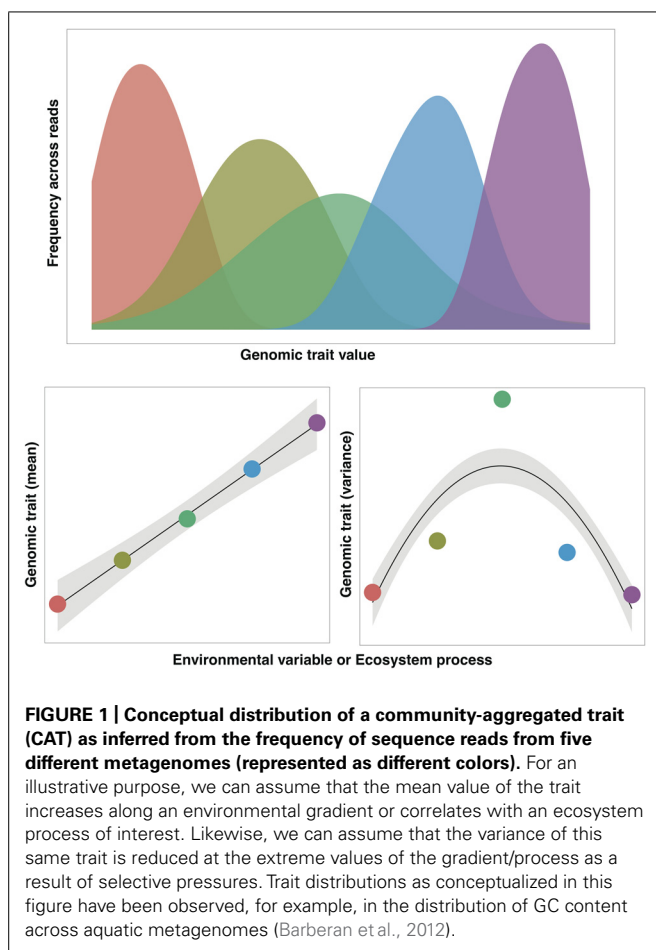 Frequency across reads
Genomic trait value
Genomic trait (mean)
Genomic trait (variance)
Environmental variable or Ecosystem process
FIGURE 1 | Conceptual distribution of a community-aggregated trait
(CAT) as inferred from the frequency of sequence reads from five
different metagenomes (represented as different colors). For an
illustrative purpose, we can assume that the mean value of the trait
increases along an environmental gradient or correlates with an ecosystem
process of interest. Likewise, we can assume that the variance of this
same trait is reduced at the extreme values of the gradient/process as a
result of selective pressures. Trait distributions as conceptualized in this
figure have been observed, for example, in the distribution of GC content
across aquatic metagenomes (Barberan et al., 2012).